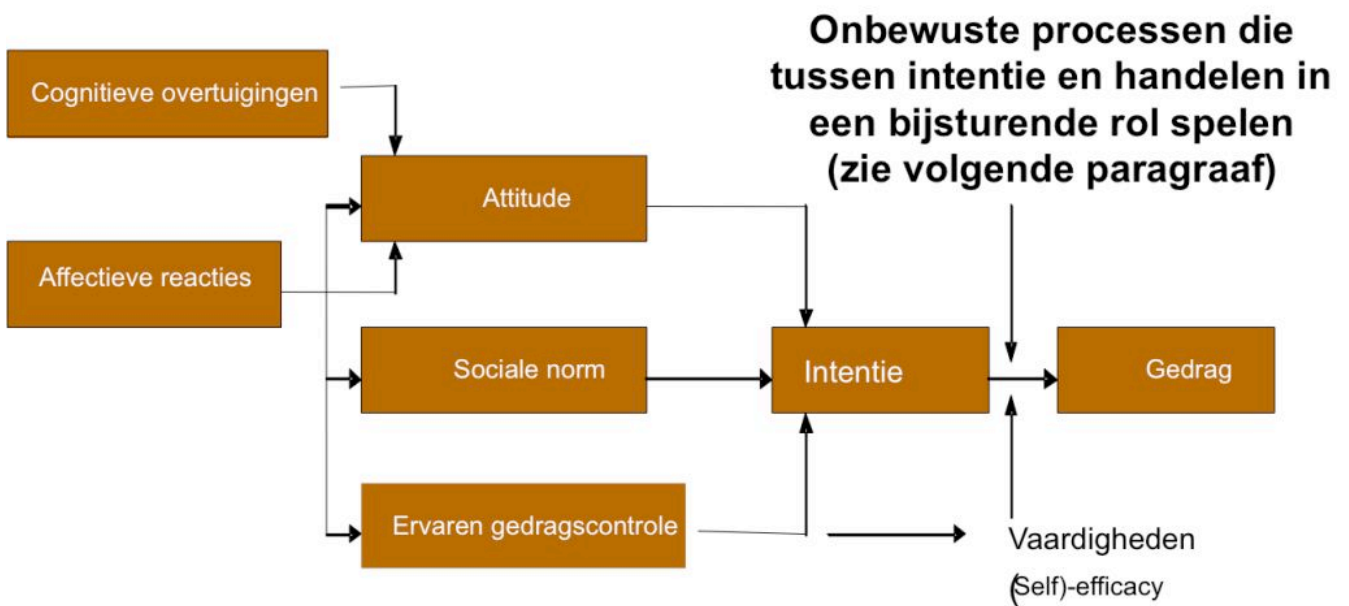 Onbewuste processen die
tussen intentie en handelen in
een bijsturende rol spelen
(zie volgende paragraaf)
Cognitieve overtuigingen
Attitude
Affectieve reacties
Sociale norm
Intentie
Gedrag
Ervaren gedragscontrole
Vaardigheden
(Self)-efficacy